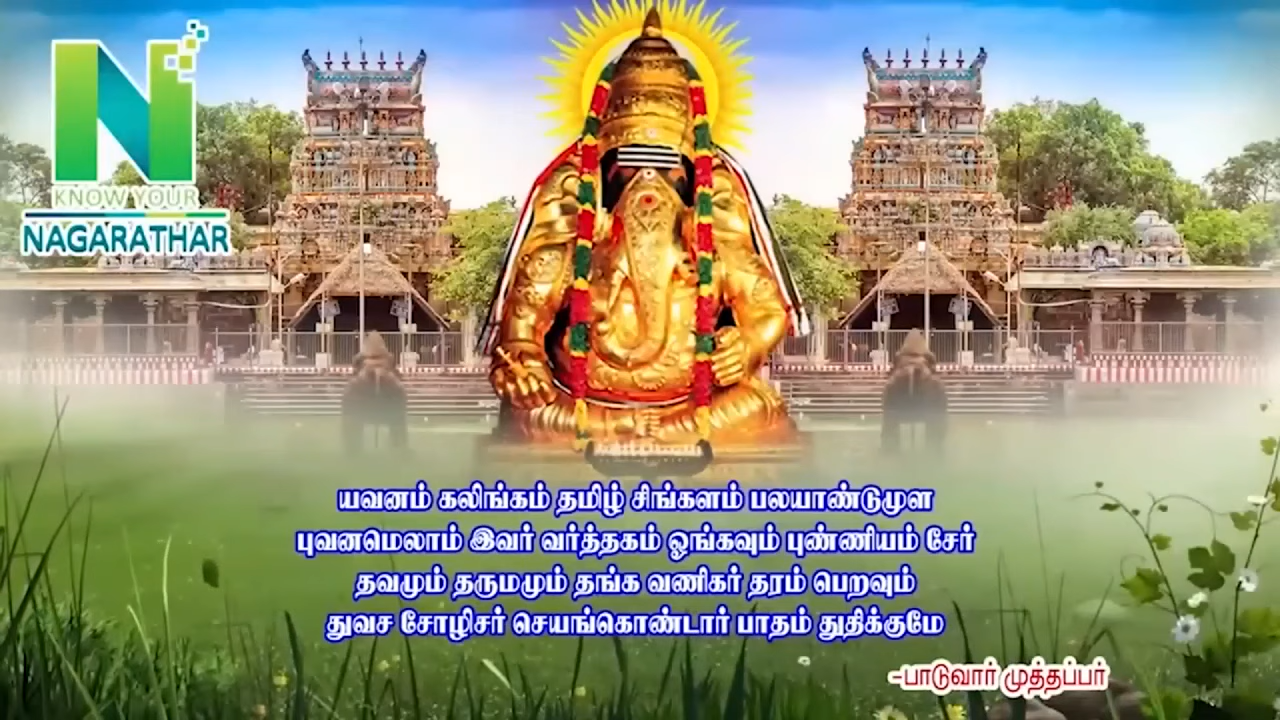 N
KNOW YOUR
NAGARATHAR
யவனம் கலிங்கம் தமிழ் சிங்களம் பலயாண்டுமுள
புவனமெலாம் இவர் வர்த்தகம் ஓங்கவும் புண்ணியம் சேர்
தவமும் தருமமும் தங்க வணிகர் தரம் பெறவும்
துவச சோழிசர் செயங்கொண்டார் பாதம் துதிக்குமே
-பாடுவார் முத்தப்பர்